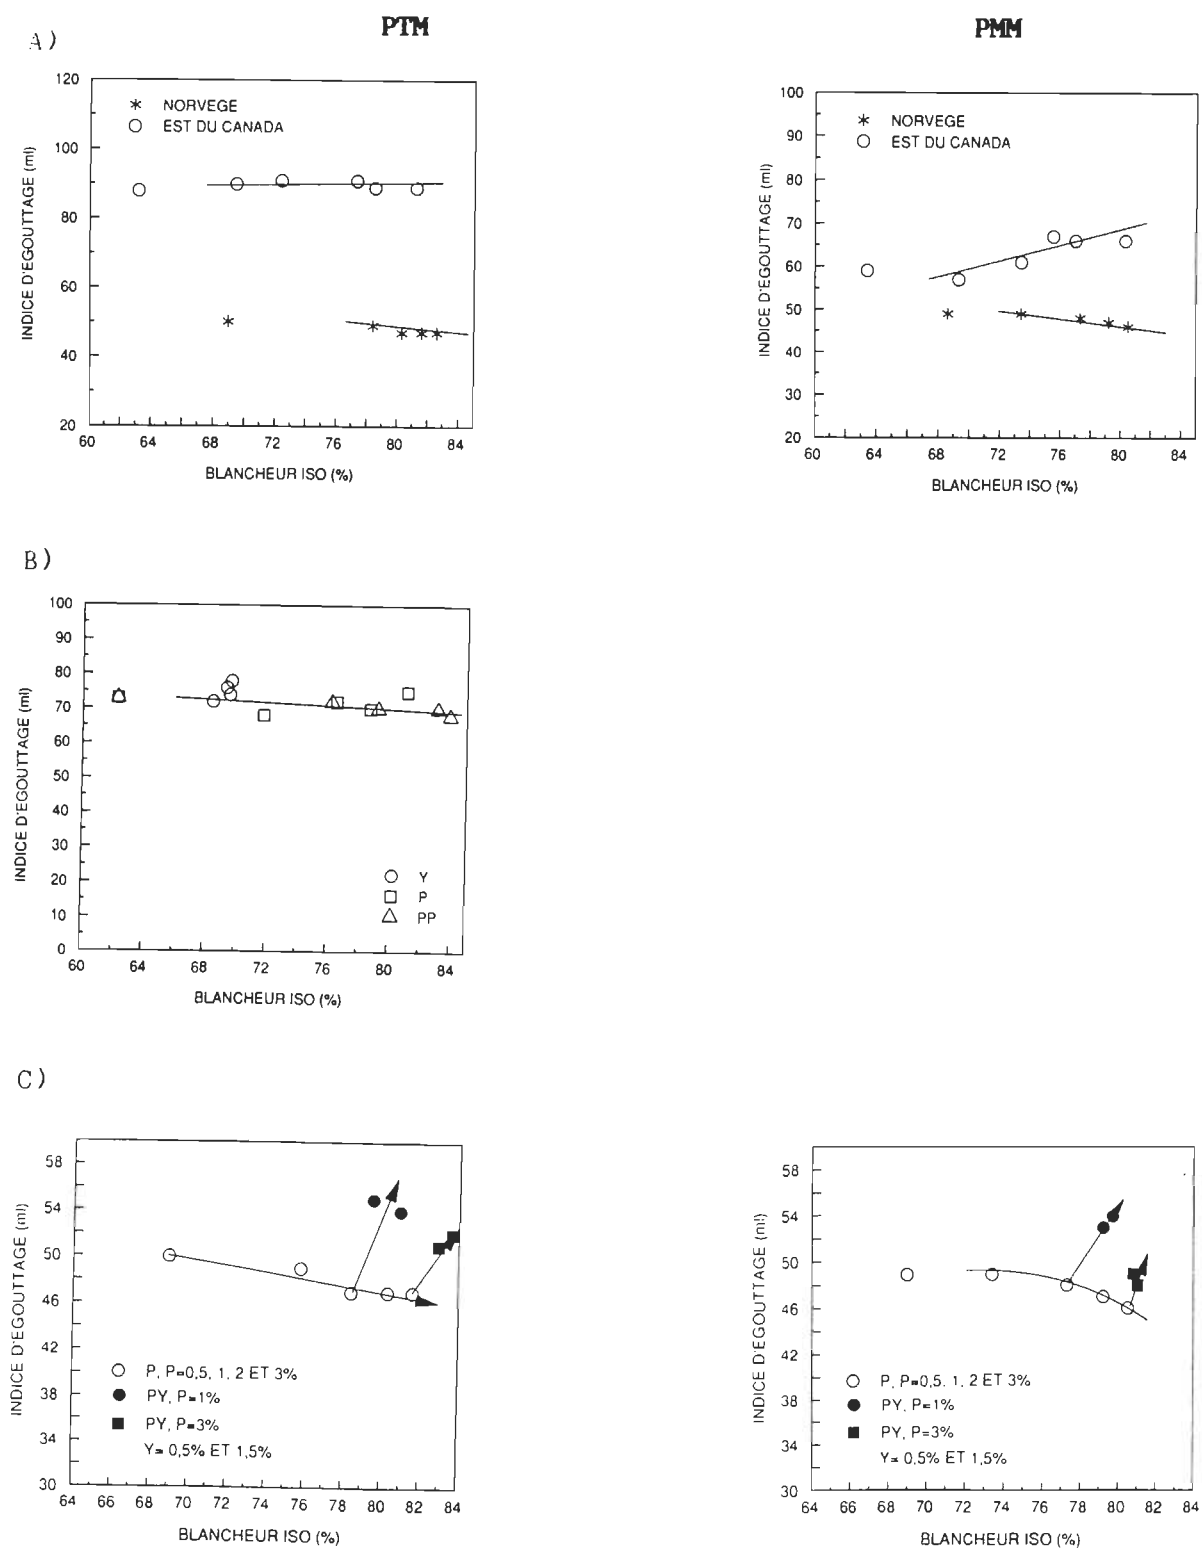 PTM
PMM
A)
120
100
80
60
40
20
60 64 68 72 76 80 84
INDICE D'EGOUTTAGE (ml)
BLANCHEUR ISO (%)
NORVEGE
EST DU CANADA
100
90
80
70
60
50
40
30
20
60 64 68 72 76 80 84
INDICE D'EGOUTTAGE (ml)
BLANCHEUR ISO (%)
NORVEGE
EST DU CANADA
B)
100
90
80
70
60
50
40
30
20
10
0
60 64 68 72 76 80 84
INDICE D'EGOUTTAGE (ml)
BLANCHEUR ISO (%)
Y
P
PP
C)
58
54
50
46
42
38
34
30
64 66 68 70 72 74 76 78 80 82 84
INDICE D'EGOUTTAGE (ml)
BLANCHEUR ISO (%)
P, P=0,5, 1, 2 ET 3%
PY, P=1%
PY, P=3%
Y= 0,5% ET 1,5%
58
54
50
46
42
38
34
30
64 66 68 70 72 74 76 78 80 82 84
INDICE D'EGOUTTAGE (ml)
BLANCHEUR ISO (%)
P, P=0,5, 1, 2 ET 3%
PY, P=1%
PY, P=3%
Y= 0,5% ET 1,5%